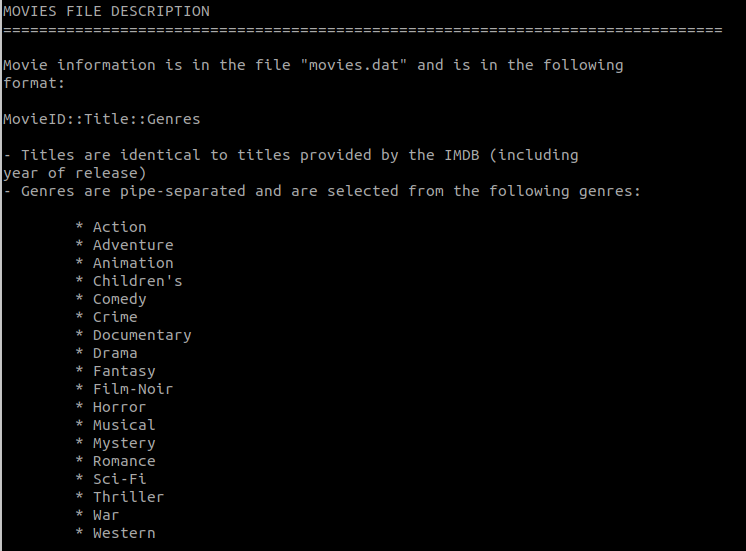 MOVIES FILE DESCRIPTION
================================================================================
Movie information is in the file "movies.dat" and is in the following
format:
MovieID::Title::Genres
- Titles are identical to titles provided by the IMDB (including
year of release)
- Genres are pipe-separated and are selected from the following genres:
* Action
* Adventure
* Animation
* Children's
* Comedy
* Crime
* Documentary
* Drama
* Fantasy
* Film-Noir
* Horror
* Musical
* Mystery
* Romance
* Sci-Fi
* Thriller
* War
* Western